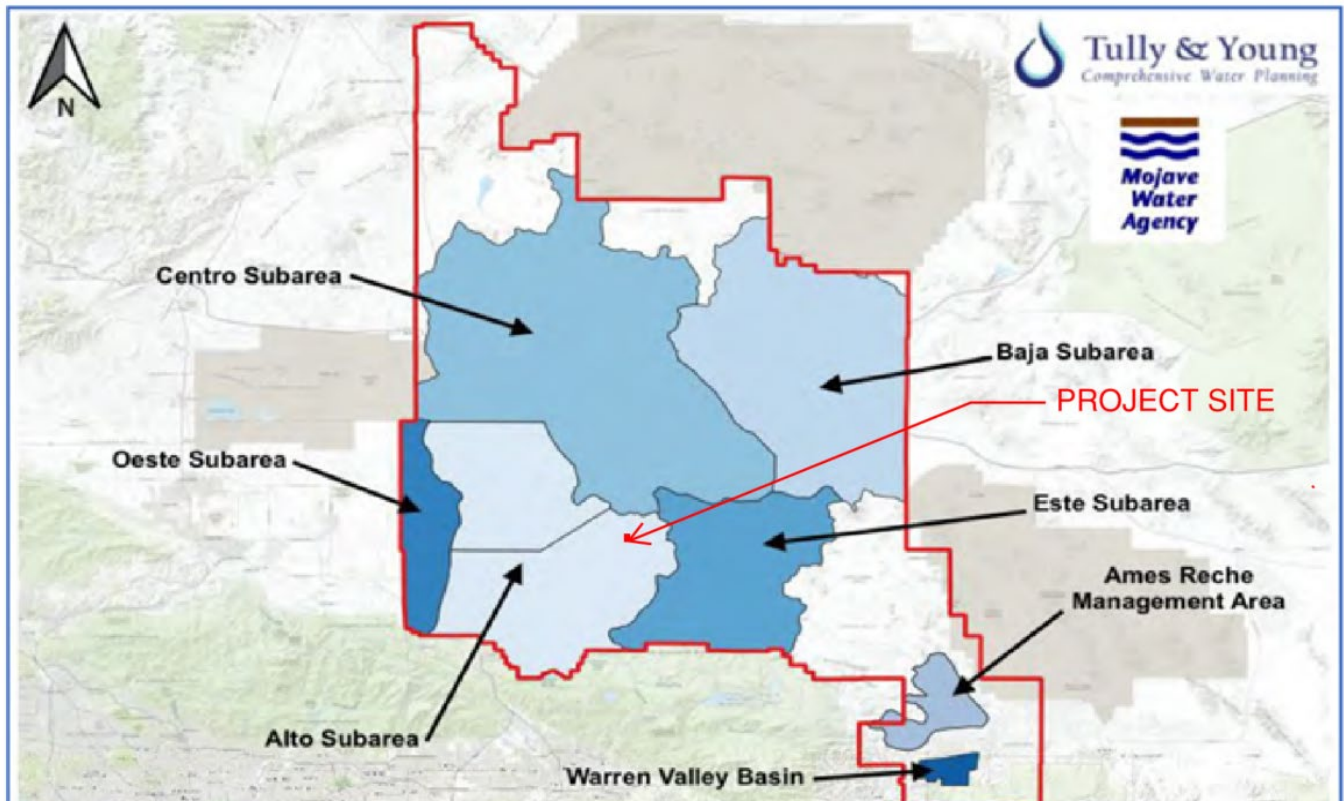 N
Tully & Young
Comprehensive Water Planning
Mojave
Water
Agency
Centro Subarea
Baja Subarea
PROJECT SITE
Oeste Subarea
Este Subarea
Ames Reche
Management Area
Alto Subarea
Warren Valley Basin